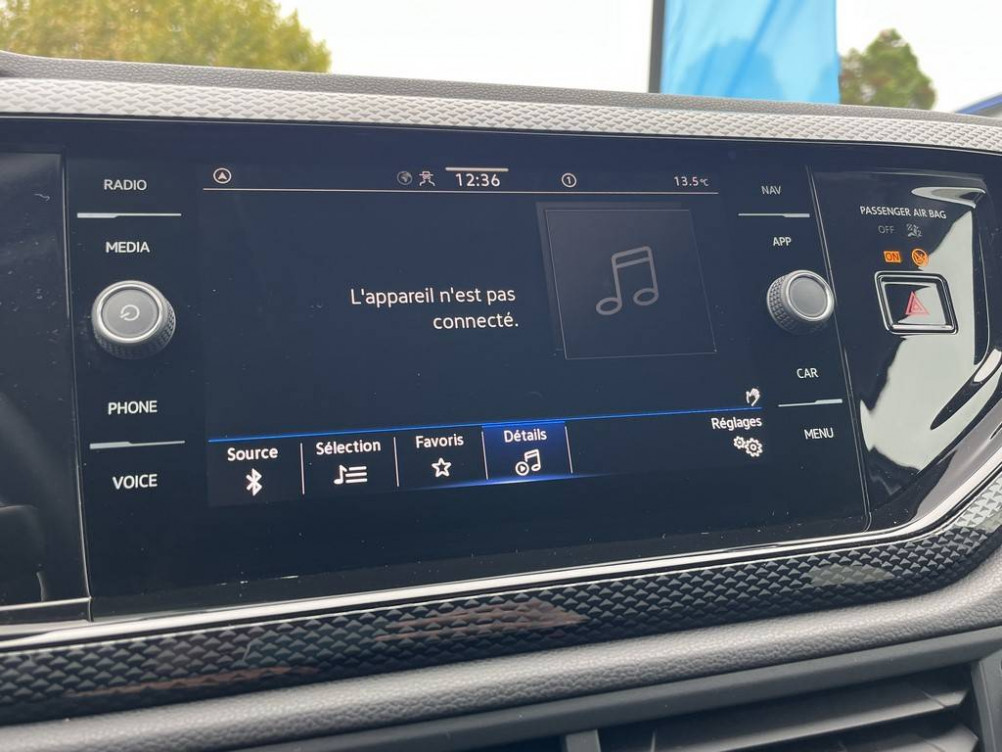 RADIO
MEDIA
PHONE
VOICE
12:36
1
13.5°C
L'appareil n'est pas
connecté.
Source
Sélection
Favoris
Détails
Réglages
NAV
APP
CAR
MENU
PASSENGER AIR BAG
OFF
ON